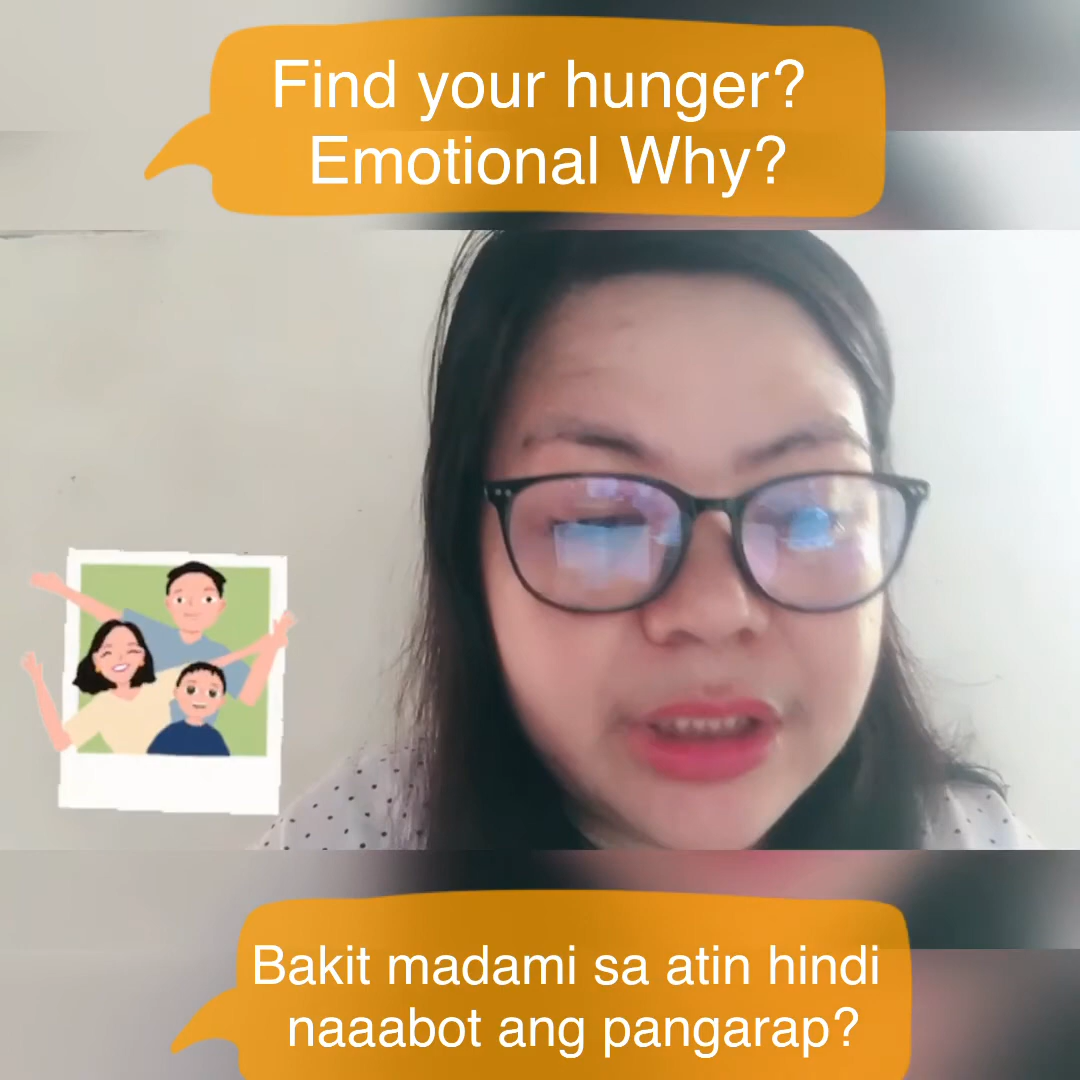 Find your hunger?
Emotional Why?
Bakit madami sa atin hindi
naaabot ang pangarap?